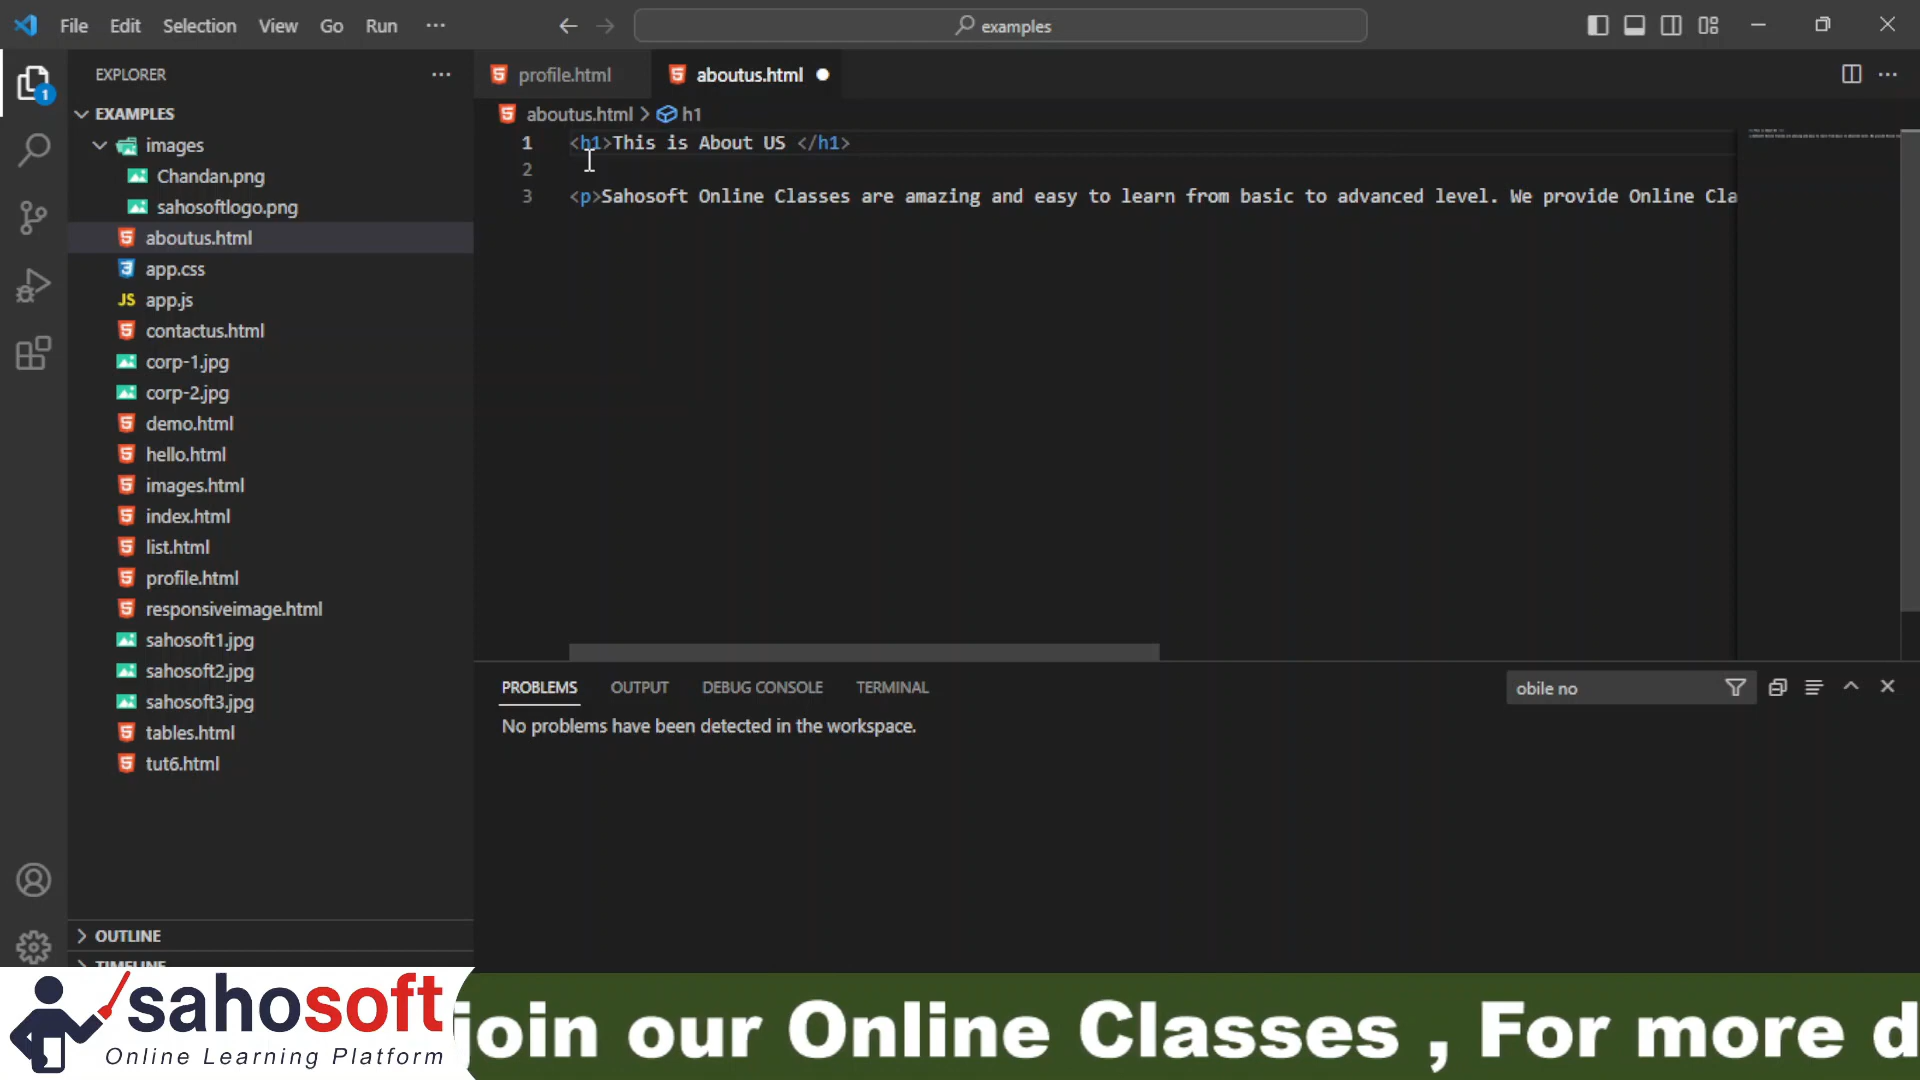 File Edit Selection View Go Run
examples
EXPLORER
1
EXAMPLES
images
Chandan.png
sahosoftlogo.png
aboutus.html
app.css
JS app.js
contactus.html
corp-1.jpg
corp-2.jpg
demo.html
hello.html
images.html
index.html
list.html
profile.html
responsiveimage.html
sahosoft1.jpg
sahosoft2.jpg
sahosoft3.jpg
tables.html
tut6.html
OUTLINE
TIMELINE
profile.html
aboutus.html
aboutus.html > h1
1 <h1>This is About US </h1>
2
3 <p>Sahosoft Online Classes are amazing and easy to learn from basic to advanced level. We provide Online Cla
PROBLEMS OUTPUT DEBUG CONSOLE TERMINAL
obile no
No problems have been detected in the workspace.
sahosoft
Online Learning Platform
join our Online Classes , For more d